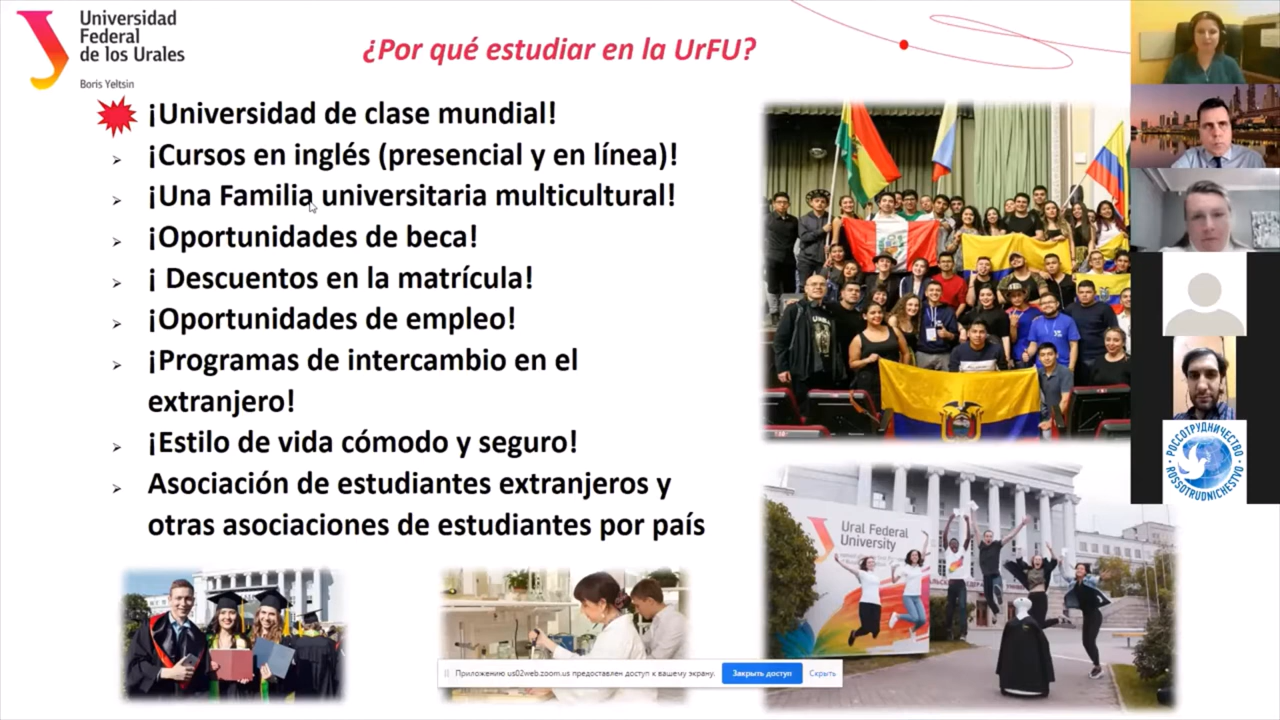 Universidad
Federal
de los Urales
Boris Yeltsin
¿Por qué estudiar en la UrFU?
¡Universidad de clase mundial!
¡Cursos en inglés (presencial y en línea)!
¡Una Familia universitaria multicultural!
¡Oportunidades de beca!
¡ Descuentos en la matrícula!
¡Oportunidades de empleo!
¡Programas de intercambio en el
extranjero!
¡Estilo de vida cómodo y seguro!
Asociación de estudiantes extranjeros y
otras asociaciones de estudiantes por país
РОССОТРУДНИЧЕСТВО
ROSSOTRUDNICHESTVO
Ural Federal
University
Приложению us02web.zoom.us предоставлен доступ к вашему экрану.
Закрыть доступ
Скрыть